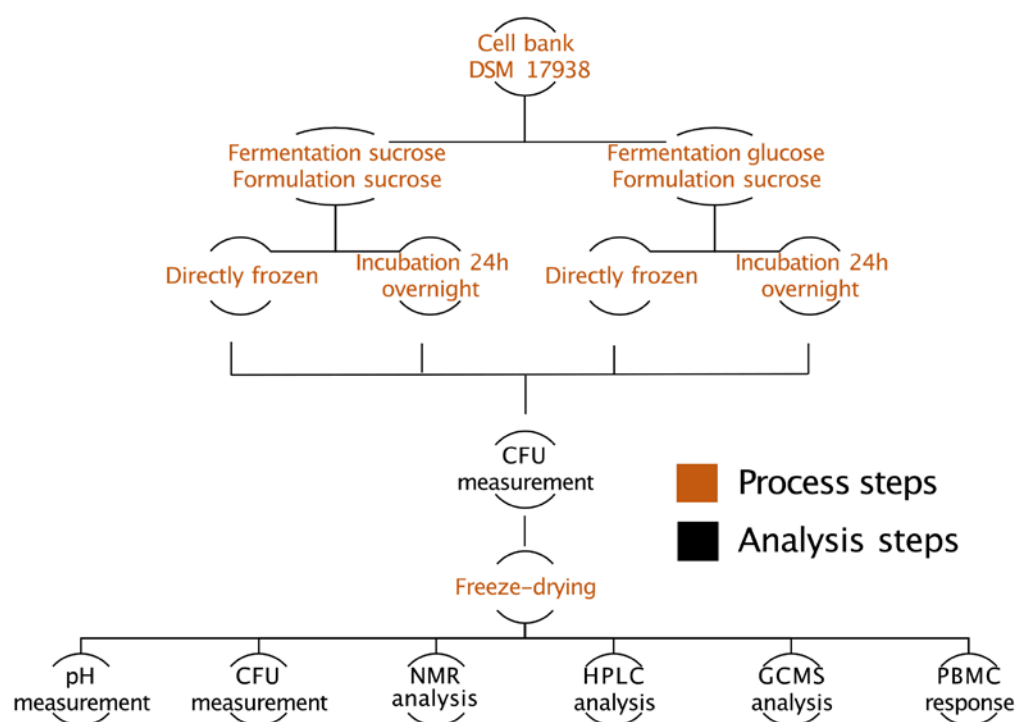 Cell bank
DSM 17938
Fermentation sucrose
Formulation sucrose
Fermentation glucose
Formulation sucrose
Directly frozen
Incubation 24h
overnight
Directly frozen
Incubation 24h
overnight
CFU
measurement
Process steps
Analysis steps
Freeze-drying
pH
measurement
CFU
measurement
NMR
analysis
HPLC
analysis
GCMS
analysis
PBMC
response